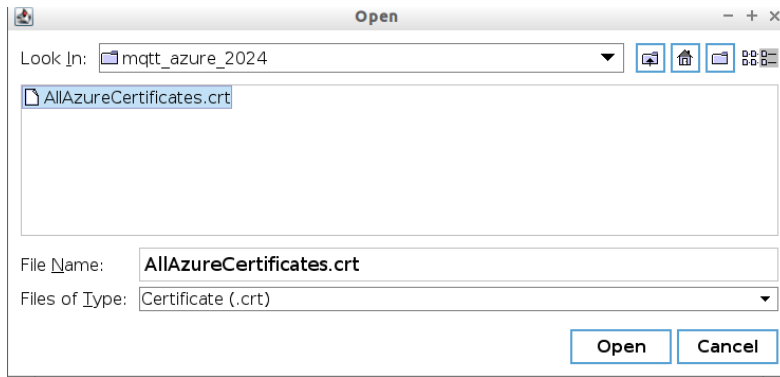 Open
Look In: mqtt_azure_2024
AllAzureCertificates.crt
File Name: AllAzureCertificates.crt
Files of Type: Certificate (.crt)
Open Cancel